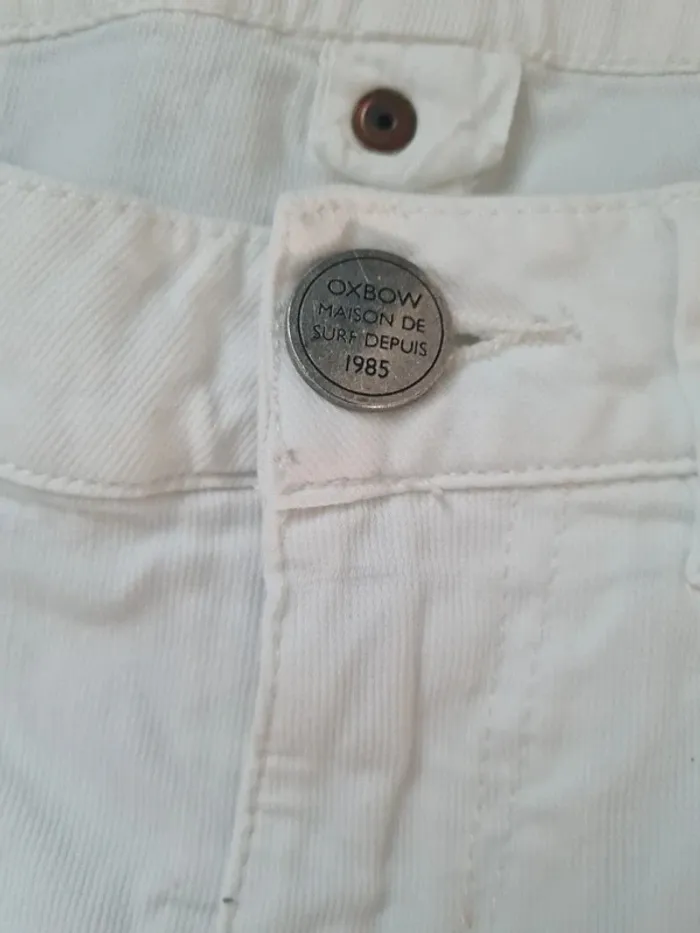 OXBOW
MAISON DE
SURF DEPUIS
1985